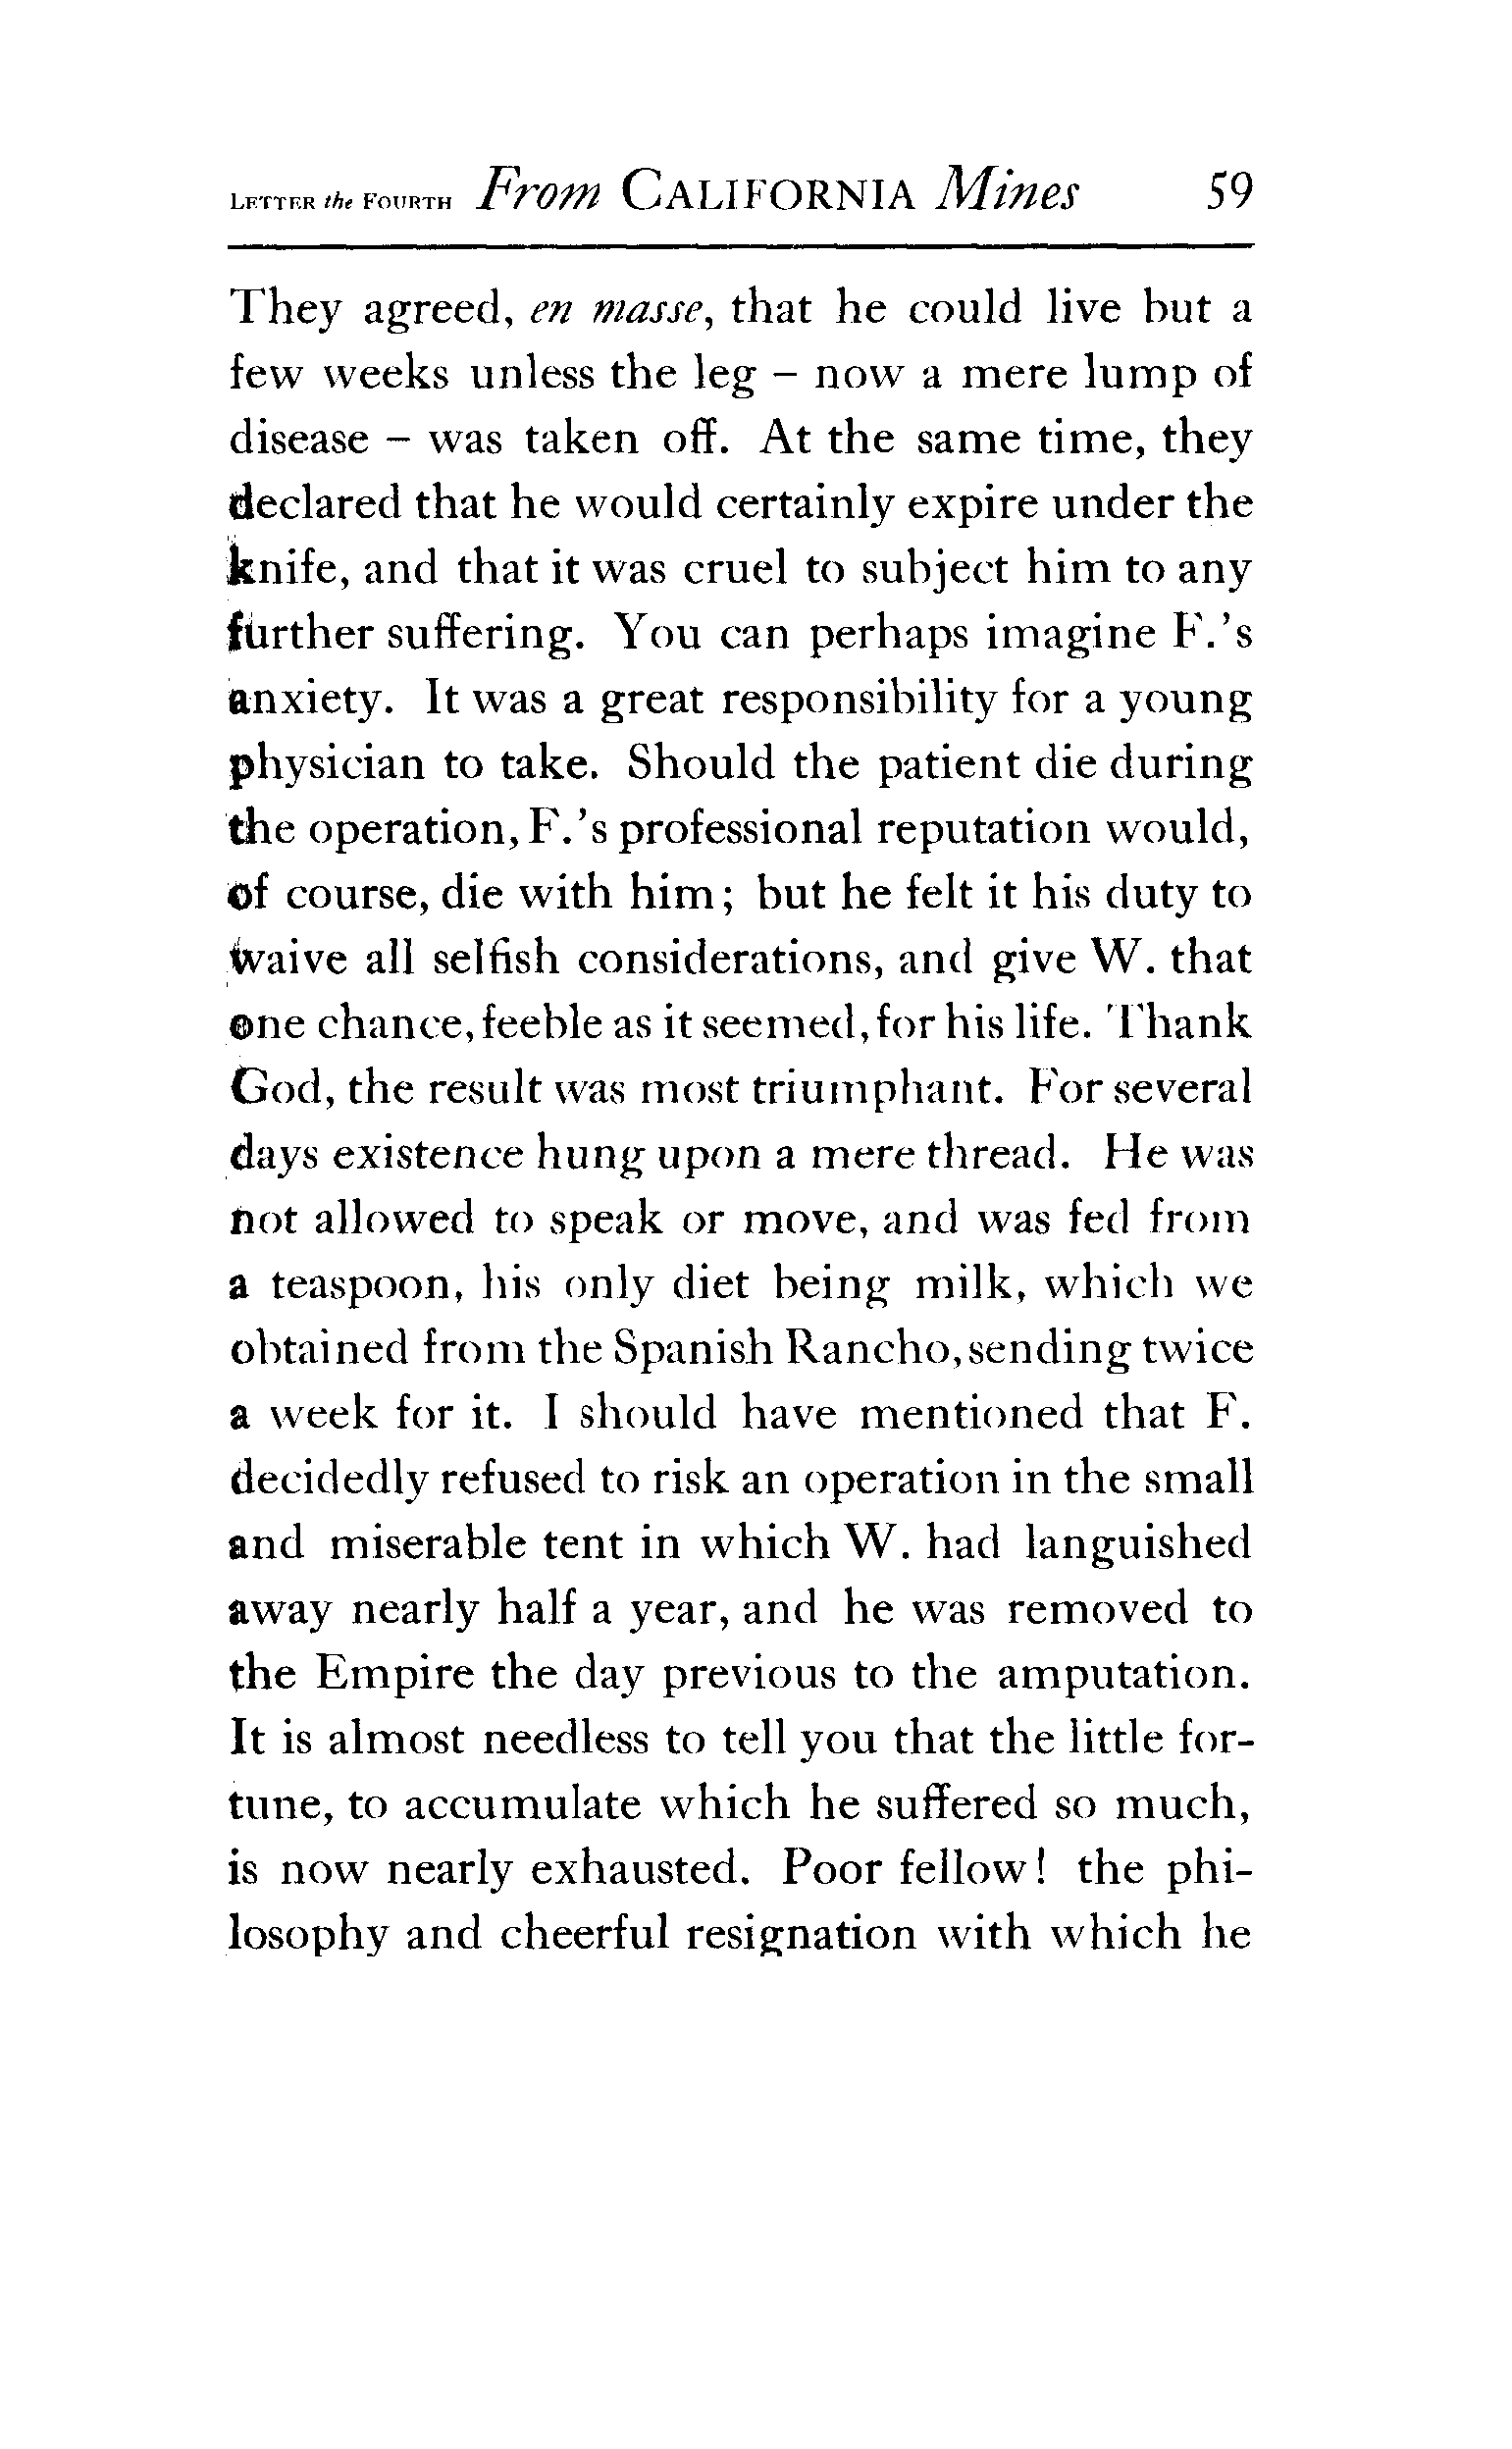 LETTER the FOURTH From CALIFORNIA Mines 59
They agreed, en masse, that he could live but a
few weeks unless the leg – now a mere lump of
disease – was taken off. At the same time, they
declared that he would certainly expire under the
knife, and that it was cruel to subject him to any
further suffering. You can perhaps imagine F.'s
anxiety. It was a great responsibility for a young
physician to take. Should the patient die during
the operation, F.'s professional reputation would,
of course, die with him; but he felt it his duty to
waive all selfish considerations, and give W. that
one chance, feeble as it seemed, for his life. Thank
God, the result was most triumphant. For several
days existence hung upon a mere thread. He was
not allowed to speak or move, and was fed from
a teaspoon, his only diet being milk, which we
obtained from the Spanish Rancho, sending twice
a week for it. I should have mentioned that F.
decidedly refused to risk an operation in the small
and miserable tent in which W. had languished
away nearly half a year, and he was removed to
the Empire the day previous to the amputation.
It is almost needless to tell you that the little for-
tune, to accumulate which he suffered so much,
is now nearly exhausted. Poor fellow! the phi-
losophy and cheerful resignation with which he